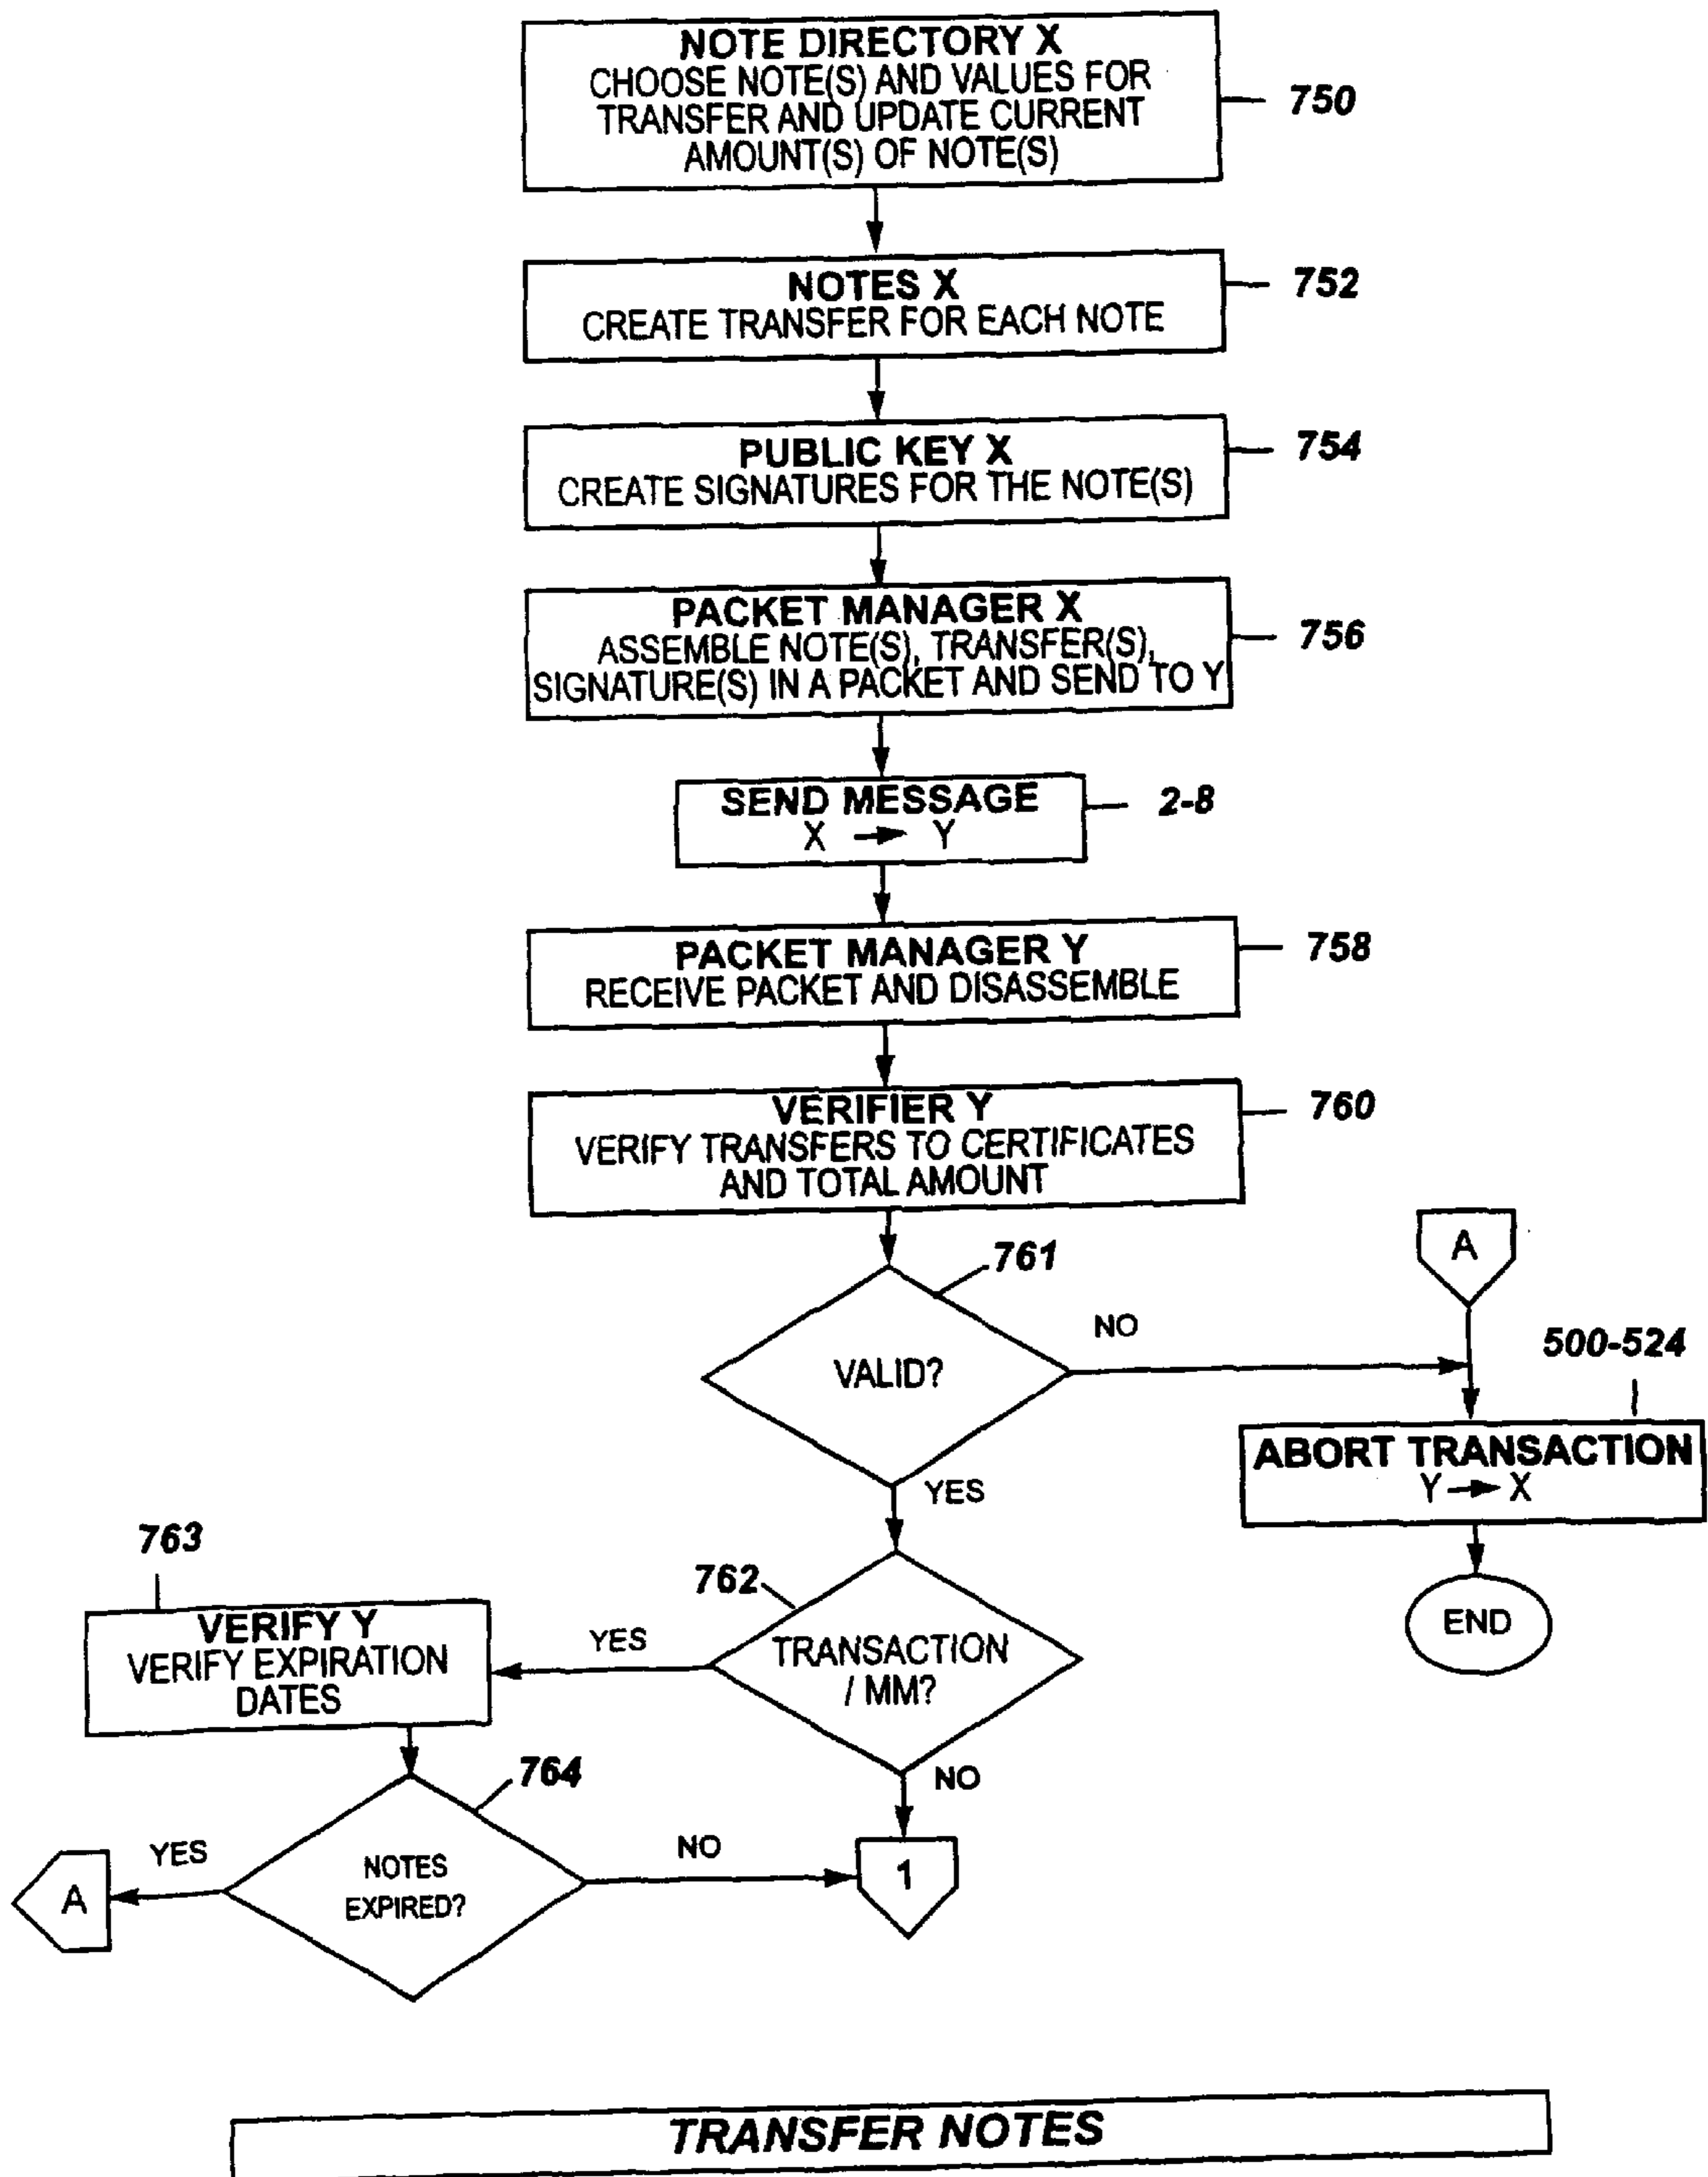 NOTE DIRECTORY X
CHOOSE NOTE(S) AND VALUES FOR
TRANSFER AND UPDATE CURRENT
AMOUNT(S) OF NOTE(S)
750
NOTES X
CREATE TRANSFER FOR EACH NOTE
752
PUBLIC KEY X
CREATE SIGNATURES FOR THE NOTE(S)
754
PACKET MANAGER X
ASSEMBLE NOTE(S), TRANSFER(S),
SIGNATURE(S) IN A PACKET AND SEND TO Y
756
SEND MESSAGE
X → Y
2-8
PACKET MANAGER Y
RECEIVE PACKET AND DISASSEMBLE
758
VERIFIER Y
VERIFY TRANSFERS TO CERTIFICATES
AND TOTAL AMOUNT
760
761
VALID?
NO
YES
A
500-524
ABORT TRANSACTION
Y → X
END
762
TRANSACTION
/ MM?
YES
NO
763
VERIFY Y
VERIFY EXPIRATION
DATES
764
NOTES
EXPIRED?
YES
A
NO
1
TRANSFER NOTES